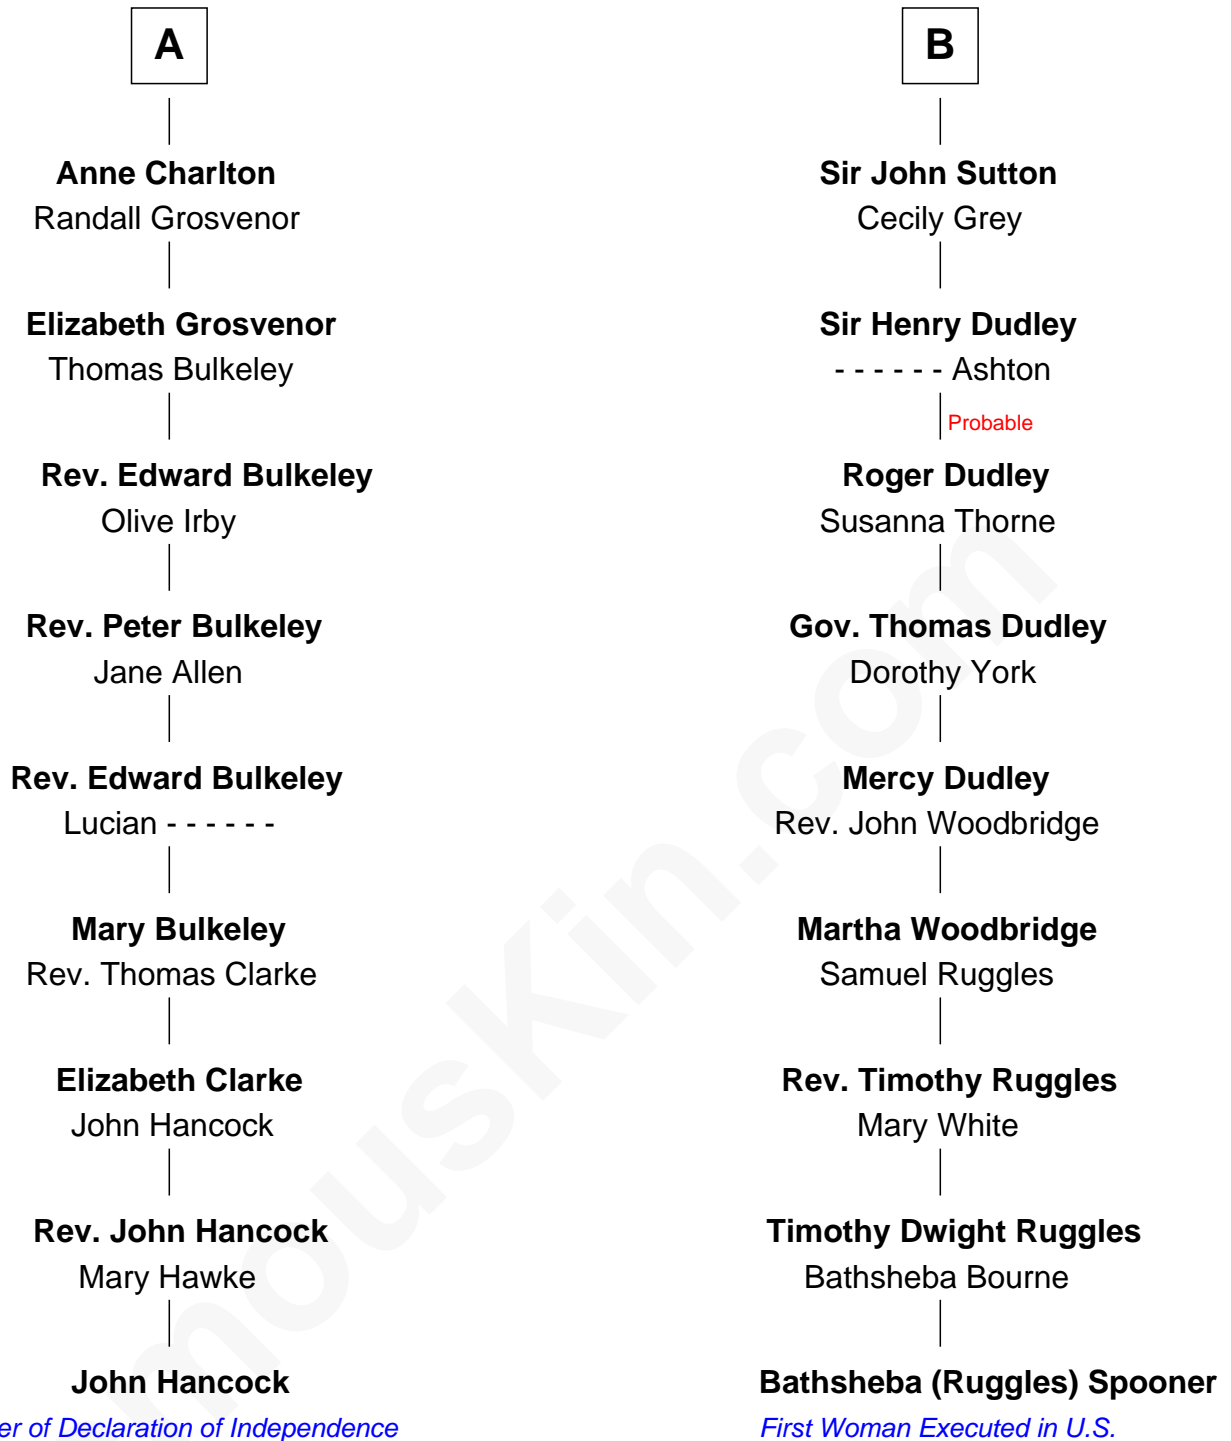 A
Anne Charlton
Randall Grosvenor
Elizabeth Grosvenor
Thomas Bulkeley
Rev. Edward Bulkeley
Olive Irby
Rev. Peter Bulkeley
Jane Allen
Rev. Edward Bulkeley
Lucian - - - - - -
Mary Bulkeley
Rev. Thomas Clarke
Elizabeth Clarke
John Hancock
Rev. John Hancock
Mary Hawke
John Hancock
er of Declaration of Independence
B
Sir John Sutton
Cecily Grey
Sir Henry Dudley
- - - - - - Ashton
Probable
Roger Dudley
Susanna Thorne
Gov. Thomas Dudley
Dorothy York
Mercy Dudley
Rev. John Woodbridge
Martha Woodbridge
Samuel Ruggles
Rev. Timothy Ruggles
Mary White
Timothy Dwight Ruggles
Bathsheba Bourne
Bathsheba (Ruggles) Spooner
First Woman Executed in U.S.
mousKin.com